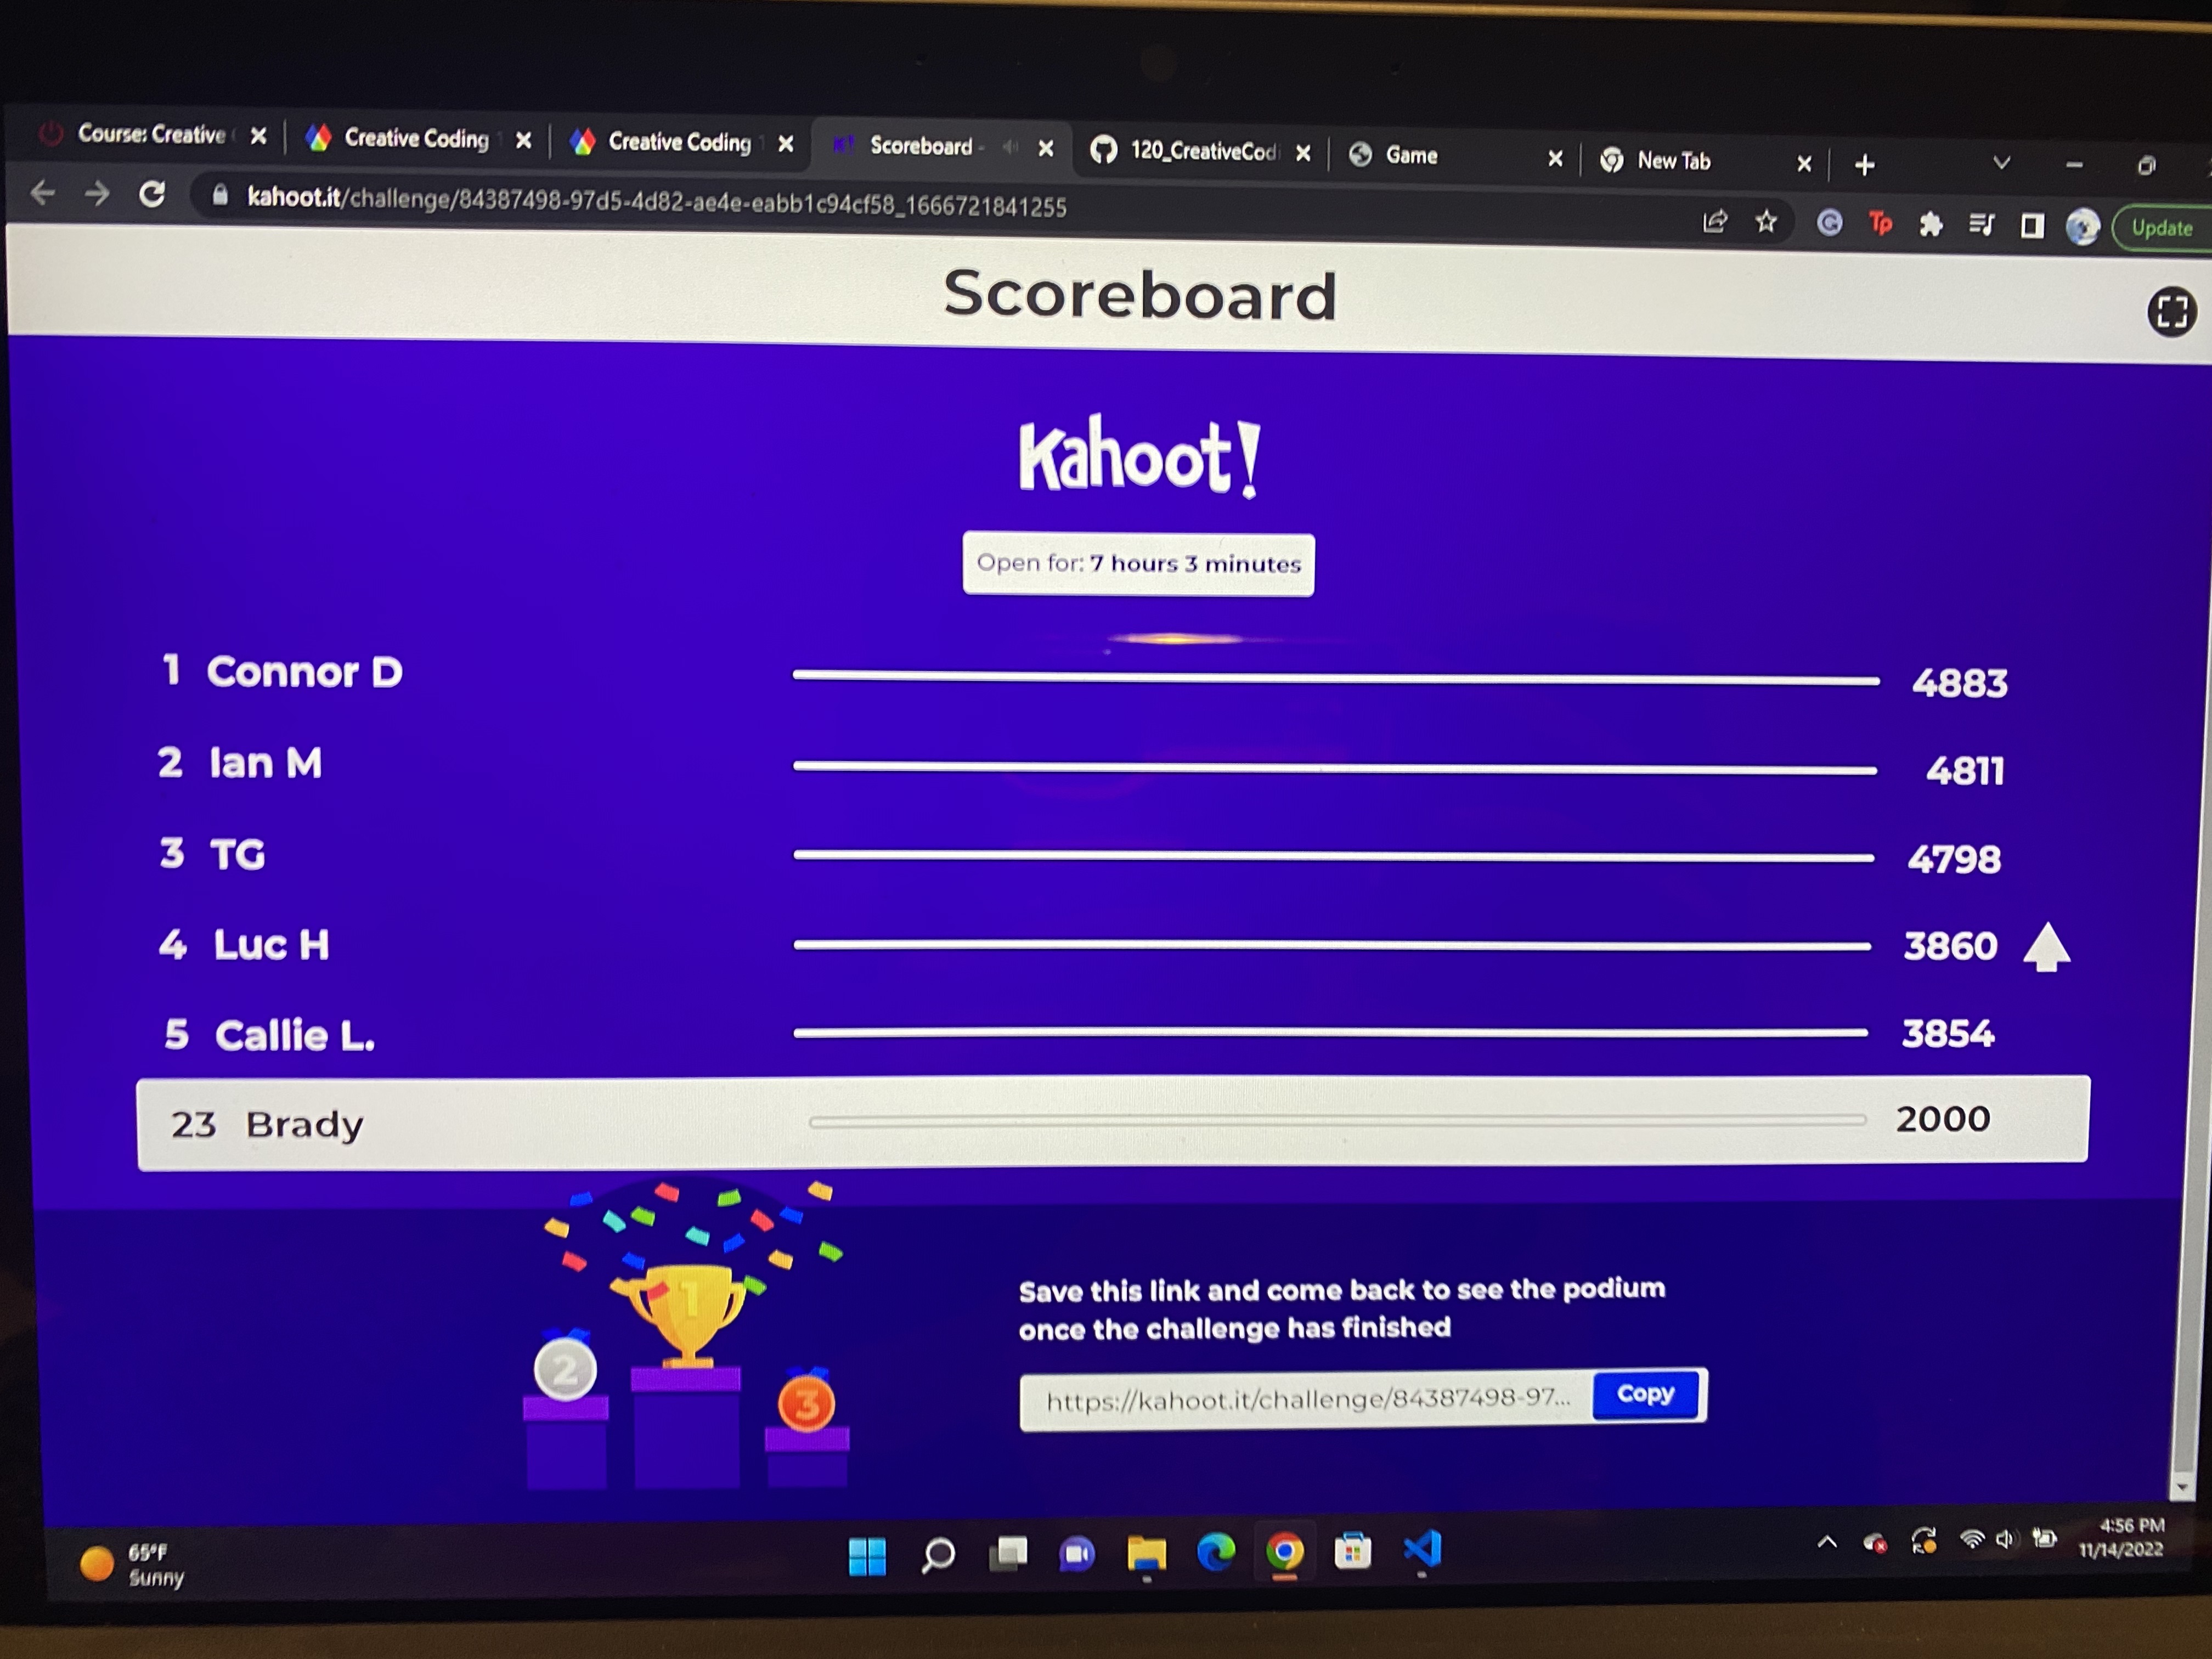 Course: Creative
Creative Coding
Creative Coding
Scoreboard -
120_CreativeCod
Game
New Tab
kahoot.it/challenge/84387498-97d5-4d82-ae4e-eabb1c94cf58_1666721841255
Tp
Update
Scoreboard
Kahoot!
Open for: 7 hours 3 minutes
1 Connor D 4883
2 Ian M 4811
3 TG 4798
4 Luc H 3860
5 Callie L. 3854
23 Brady 2000
1
2
3
Save this link and come back to see the podium
once the challenge has finished
https://kahoot.it/challenge/84387498-97...
Copy
65°F
Sunny
4:56 PM
11/14/2022